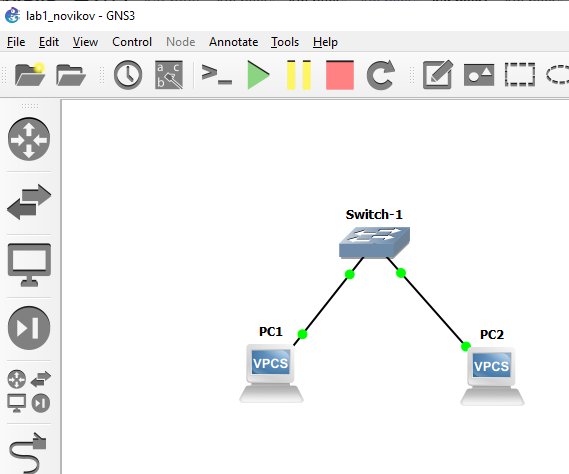 lab1_novikov - GNS3
File Edit View Control Node Annotate Tools Help
a c
b
Switch-1
PC1
VPCS
PC2
VPCS